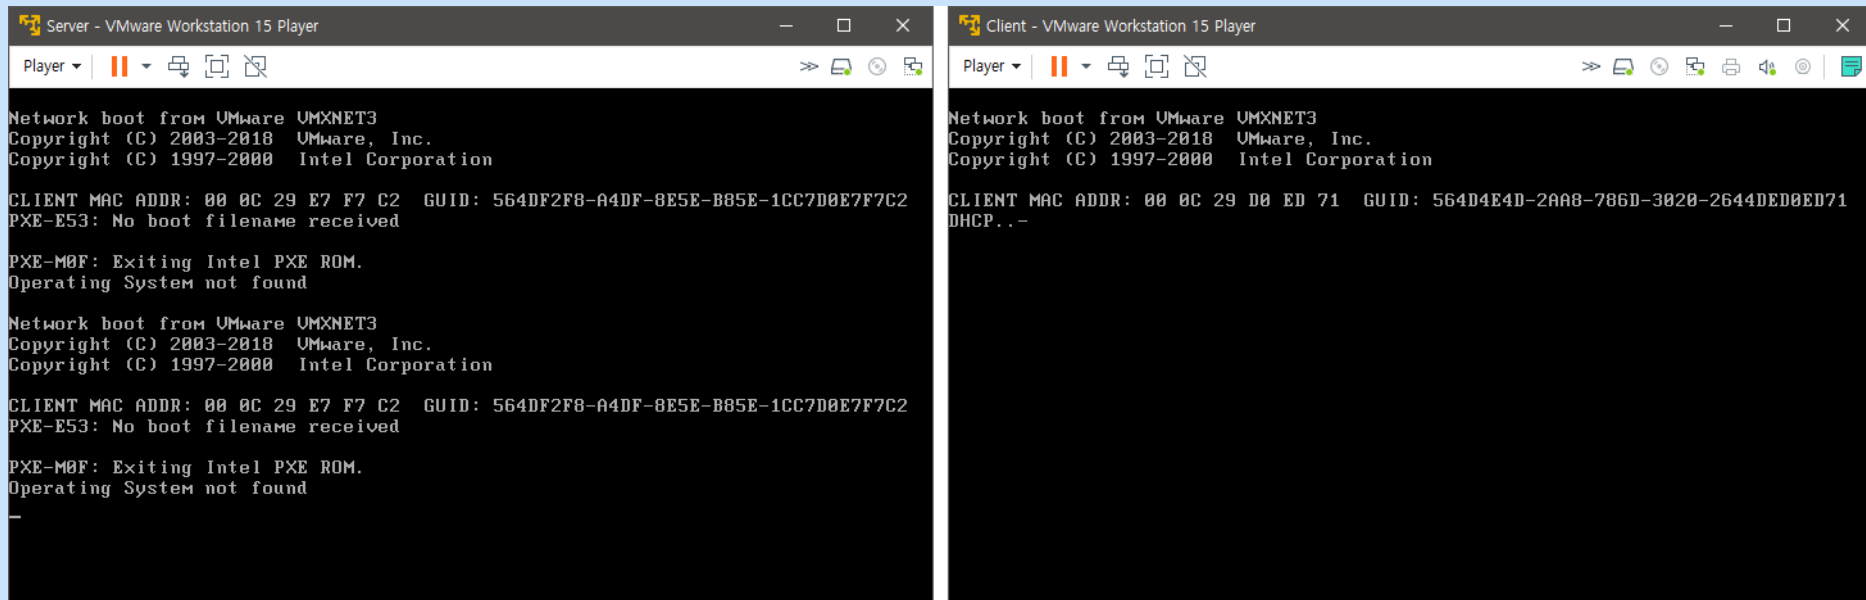 Server - VMware Workstation 15 Player
Player
Network boot from VMware VMXNET3
Copyright (C) 2003-2018  VMware, Inc.
Copyright (C) 1997-2000  Intel Corporation
CLIENT MAC ADDR: 00 0C 29 E7 F7 C2  GUID: 564DF2F8-A4DF-8E5E-B85E-1CC7D0E7F7C2
PXE-E53: No boot filename received
PXE-M0F: Exiting Intel PXE ROM.
Operating System not found
Network boot from VMware VMXNET3
Copyright (C) 2003-2018  VMware, Inc.
Copyright (C) 1997-2000  Intel Corporation
CLIENT MAC ADDR: 00 0C 29 E7 F7 C2  GUID: 564DF2F8-A4DF-8E5E-B85E-1CC7D0E7F7C2
PXE-E53: No boot filename received
PXE-M0F: Exiting Intel PXE ROM.
Operating System not found
Client - VMware Workstation 15 Player
Player
Network boot from VMware VMXNET3
Copyright (C) 2003-2018  VMware, Inc.
Copyright (C) 1997-2000  Intel Corporation
CLIENT MAC ADDR: 00 0C 29 D0 ED 71  GUID: 564D4E4D-2AA8-786D-3020-2644DED0ED71
DHCP..-